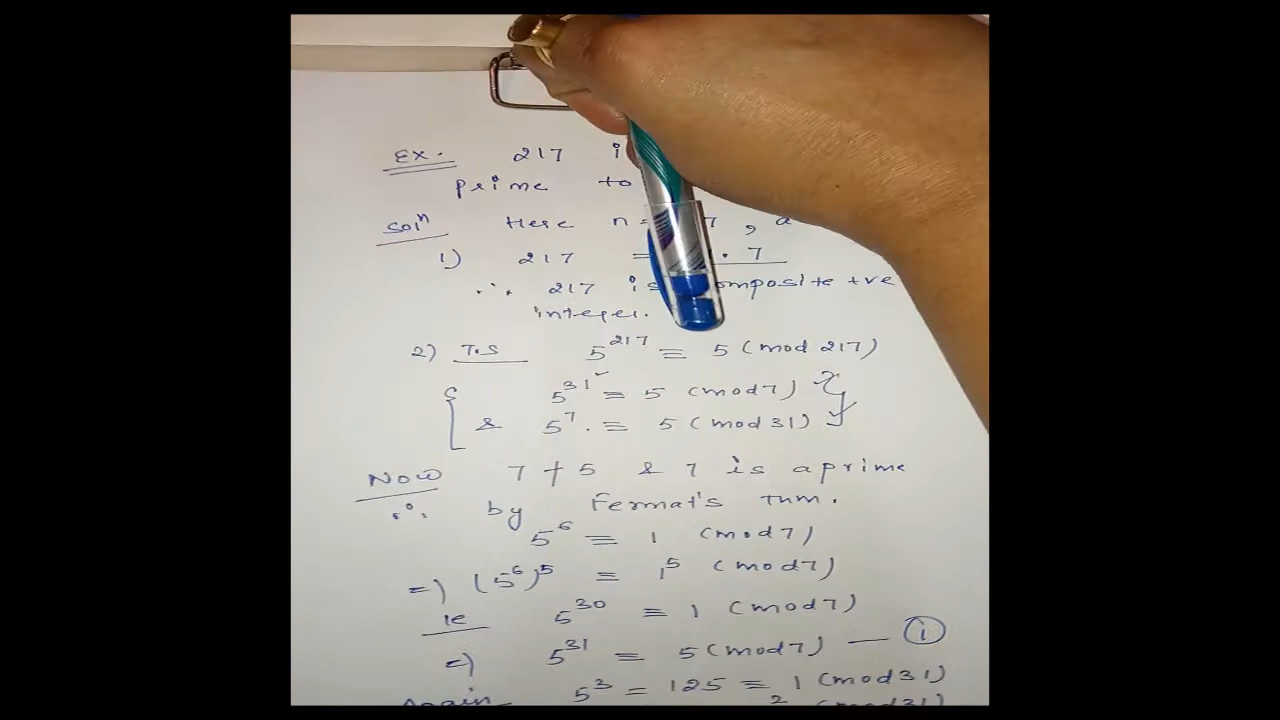 Ex. 217 i
prime to
Solⁿ Here n= 7 , a
1) 217 = . 7
∴ 217 is composite +ve
integer.
2) T.S 5^217 ≡ 5 (mod 217)
5^31 ≡ 5 (mod 7)
& 5^7 . ≡ 5 (mod 31)
Now 7 ∤ 5 & 7 is a prime
∴ by Fermat's Thm.
5^6 ≡ 1 (mod 7)
=) (5^6)^5 ≡ 1^5 (mod 7)
ie 5^30 ≡ 1 (mod 7)
=) 5^31 ≡ 5 (mod 7) — (i)
Again 5^3 = 125 ≡ 1 (mod 31)